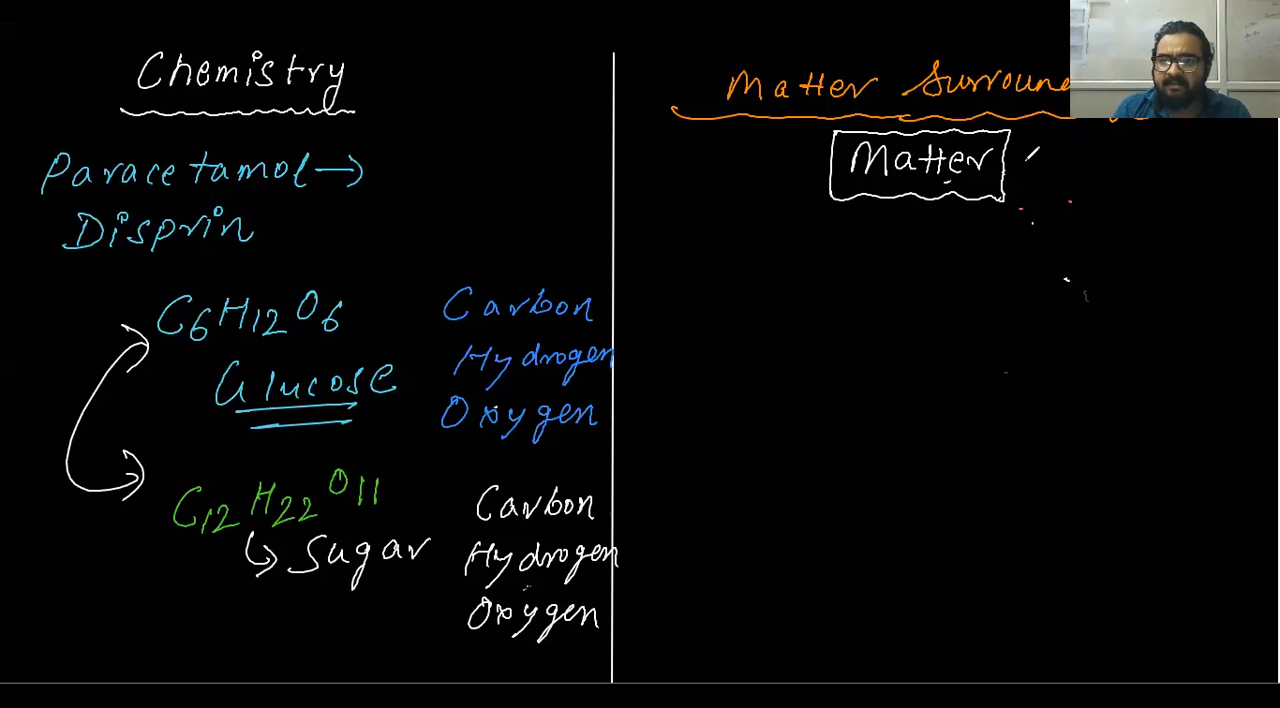 Chemistry
Paracetamol →
Disprin
C6H12O6
Glucose
Carbon
Hydrogen
Oxygen
C12H22O11
↳ Sugar
Carbon
Hydrogen
Oxygen
Matter Surroun
Matter